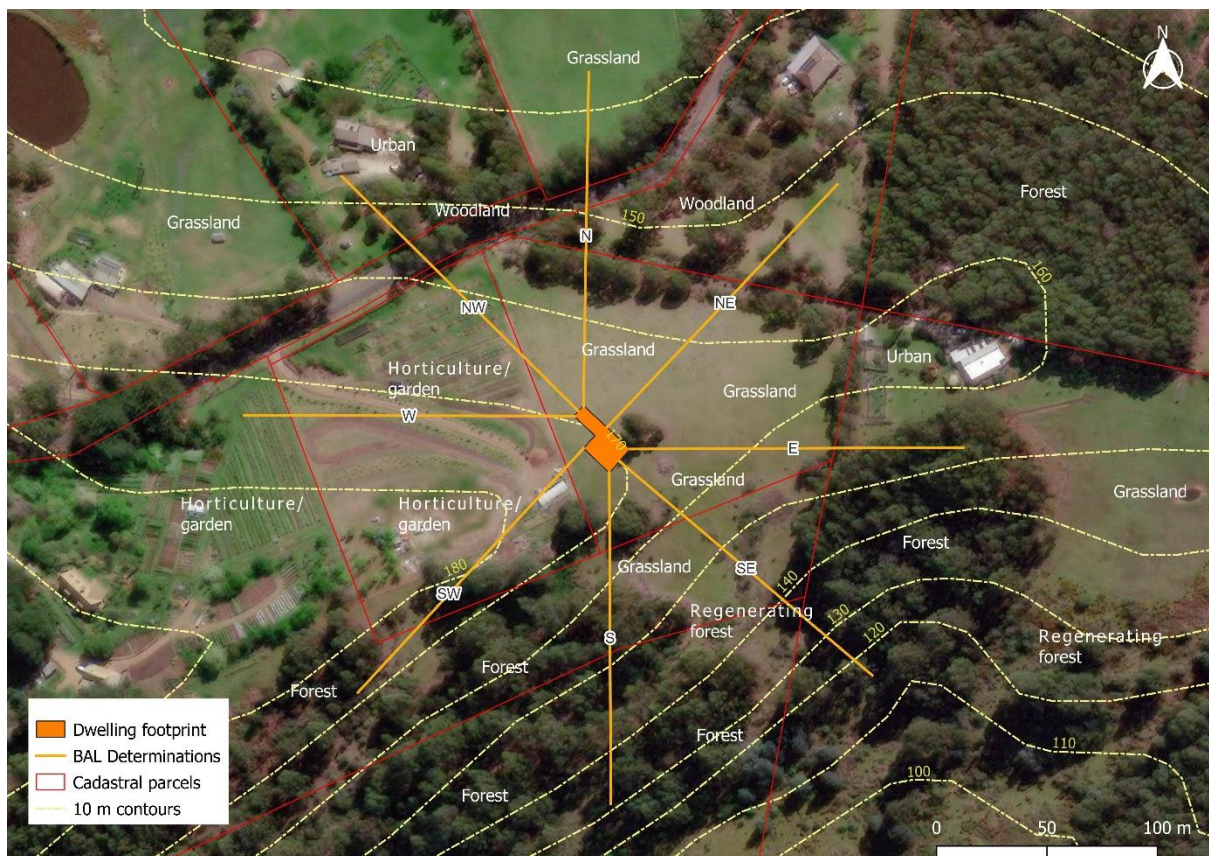 N
Grassland
Urban
Forest
Woodland
Woodland
Grassland
150
N
160
NW
NE
Grassland
Urban
Horticulture/
garden
Grassland
W
170
E
Grassland
Grassland
Horticulture/
garden
Horticulture/
garden
Forest
180
Grassland
SE
140
SW
Regenerating
forest
130
120
S
Regenerating
forest
Forest
Forest
Forest
110
Forest
100
Dwelling footprint
BAL Determinations
Cadastral parcels
10 m contours
0 50 100 m